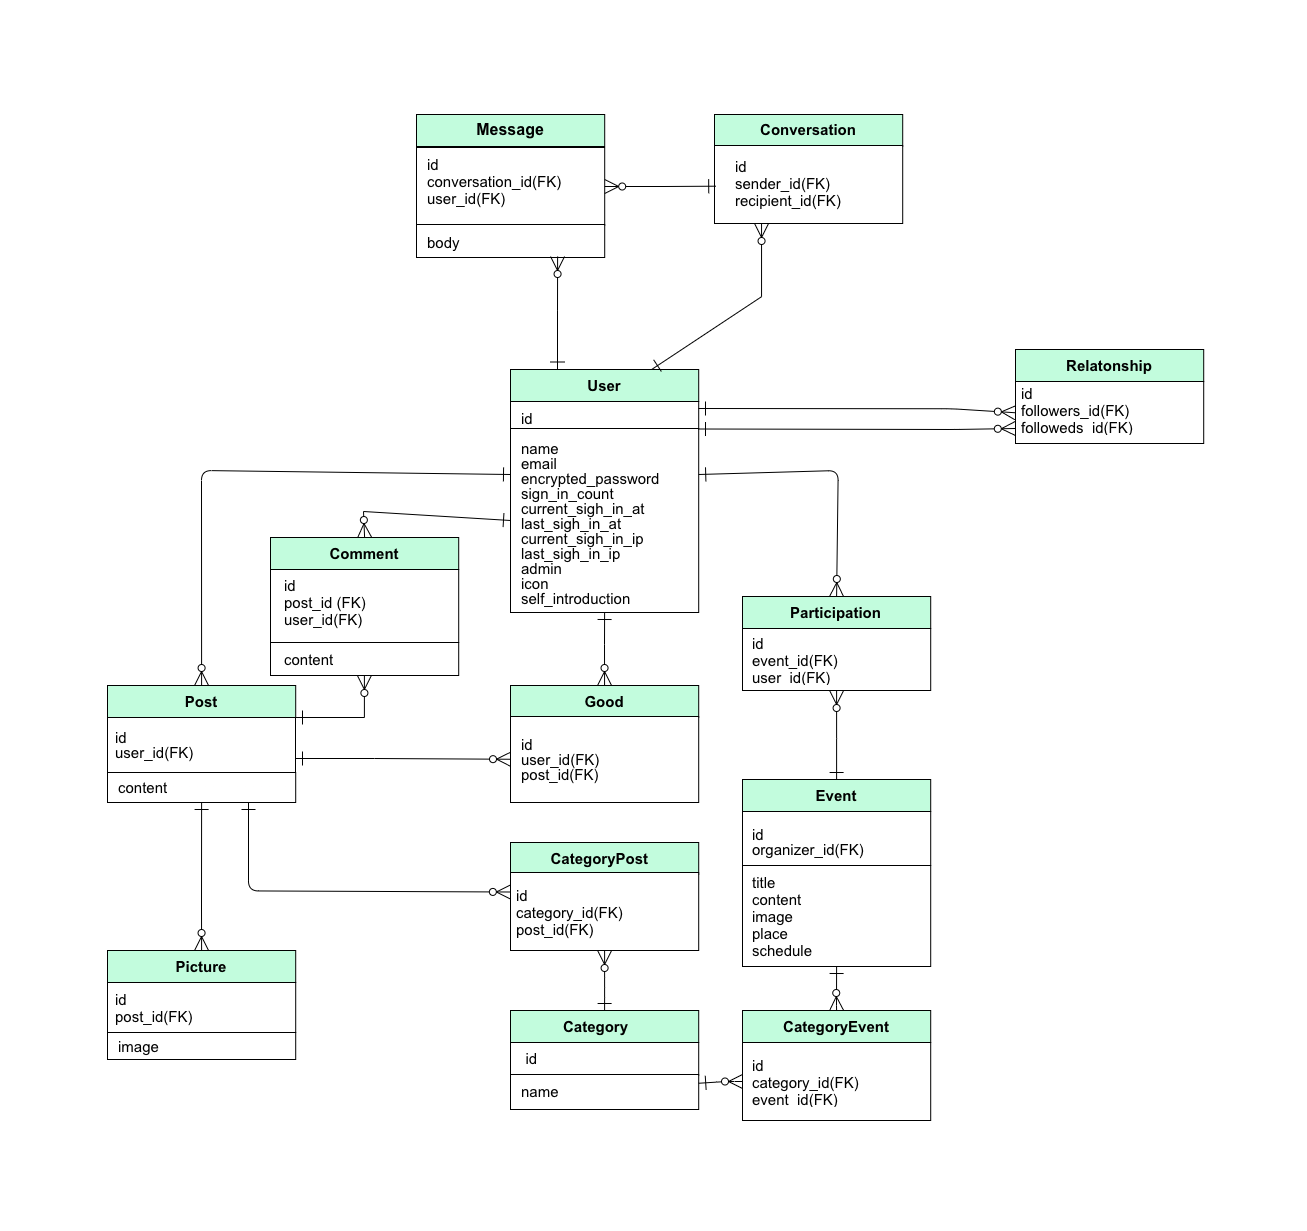 Message
id
conversation_id(FK)
user_id(FK)
body
Conversation
id
sender_id(FK)
recipient_id(FK)
User
id
name
email
encrypted_password
sign_in_count
current_sigh_in_at
last_sigh_in_at
current_sigh_in_ip
last_sigh_in_ip
admin
icon
self_introduction
Relatonship
id
followers_id(FK)
followeds_id(FK)
Comment
id
post_id (FK)
user_id(FK)
content
Participation
id
event_id(FK)
user_id(FK)
Post
id
user_id(FK)
content
Good
id
user_id(FK)
post_id(FK)
Event
id
organizer_id(FK)
title
content
image
place
schedule
CategoryPost
id
category_id(FK)
post_id(FK)
Picture
id
post_id(FK)
image
Category
id
name
CategoryEvent
id
category_id(FK)
event_id(FK)